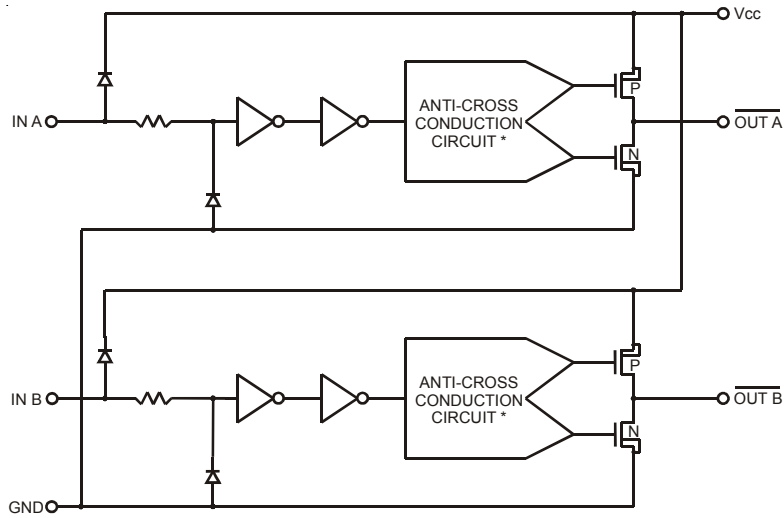 Vcc
P
IN A
ANTI-CROSS
CONDUCTION
CIRCUIT *
OUT A
N
P
IN B
ANTI-CROSS
CONDUCTION
CIRCUIT *
OUT B
N
GND